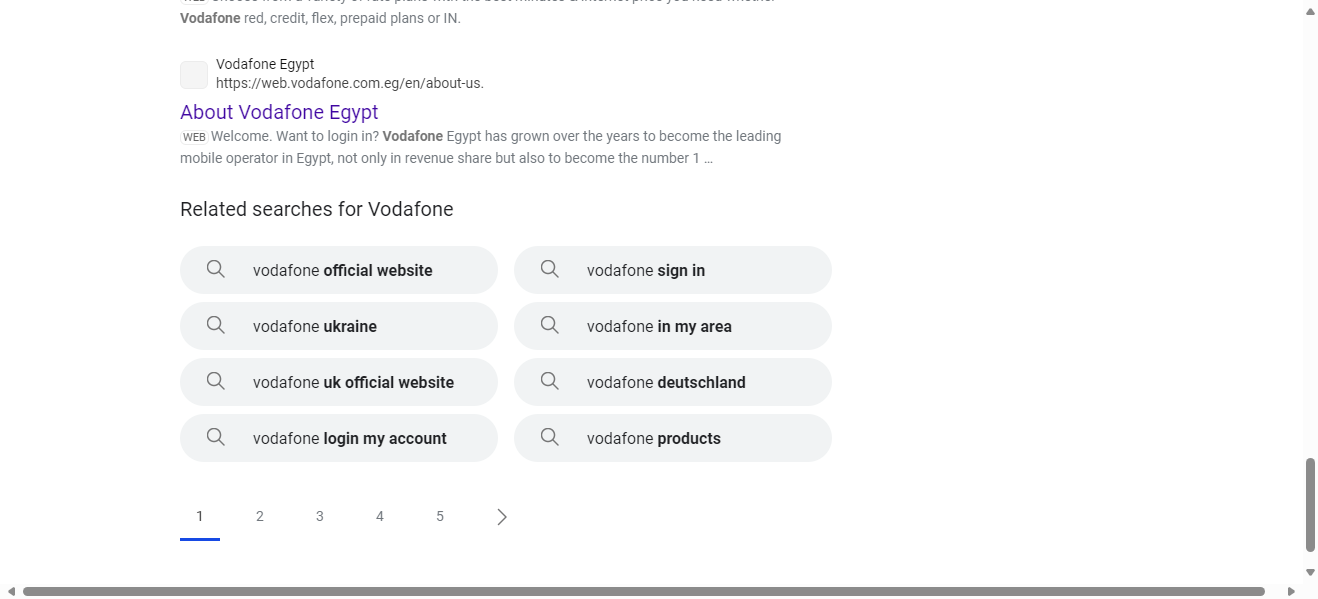 Vodafone red, credit, flex, prepaid plans or IN.
Vodafone Egypt
https://web.vodafone.com.eg/en/about-us.
About Vodafone Egypt
WEB Welcome. Want to login in? Vodafone Egypt has grown over the years to become the leading
mobile operator in Egypt, not only in revenue share but also to become the number 1 ...
Related searches for Vodafone
vodafone official website
vodafone sign in
vodafone ukraine
vodafone in my area
vodafone uk official website
vodafone deutschland
vodafone login my account
vodafone products
1 2 3 4 5